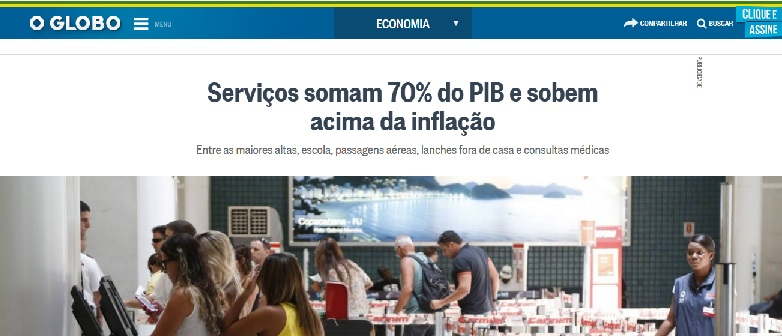 O GLOBO
MENU
ECONOMIA
COMPARTILHAR
BUSCAR
CLIQUE E
ASSINE
PUBLICIDADE
Serviços somam 70% do PIB e sobem
acima da inflação
Entre as maiores altas, escola, passagens aéreas, lanches fora de casa e consultas médicas
Copacabana - RJ